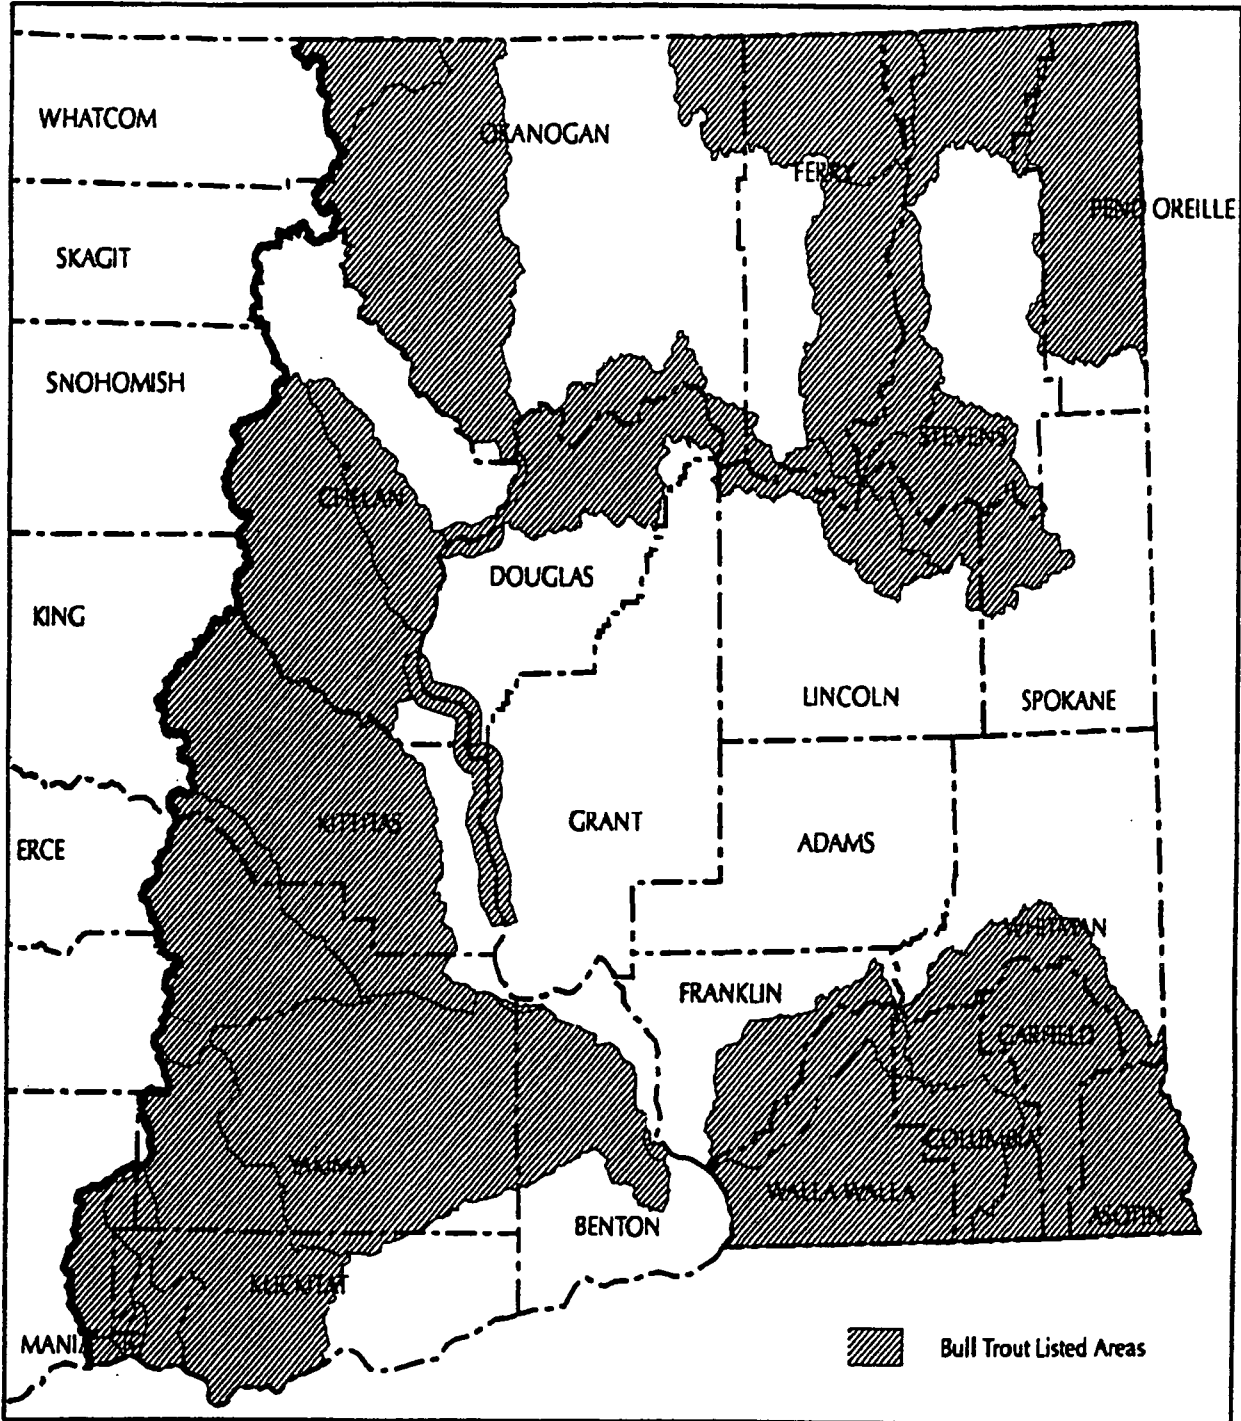 WHATCOM
OKANOGAN
FERRY
PEND OREILLE
SKAGIT
SNOHOMISH
STEVENS
CHELAN
DOUGLAS
KING
LINCOLN
SPOKANE
KITTITAS
GRANT
ADAMS
ERCE
WHITMAN
FRANKLIN
GARFIELD
COLUMBIA
YAKIMA
WALLA WALLA
ASOTIN
BENTON
KLICKITAT
MANIA
Bull Trout Listed Areas